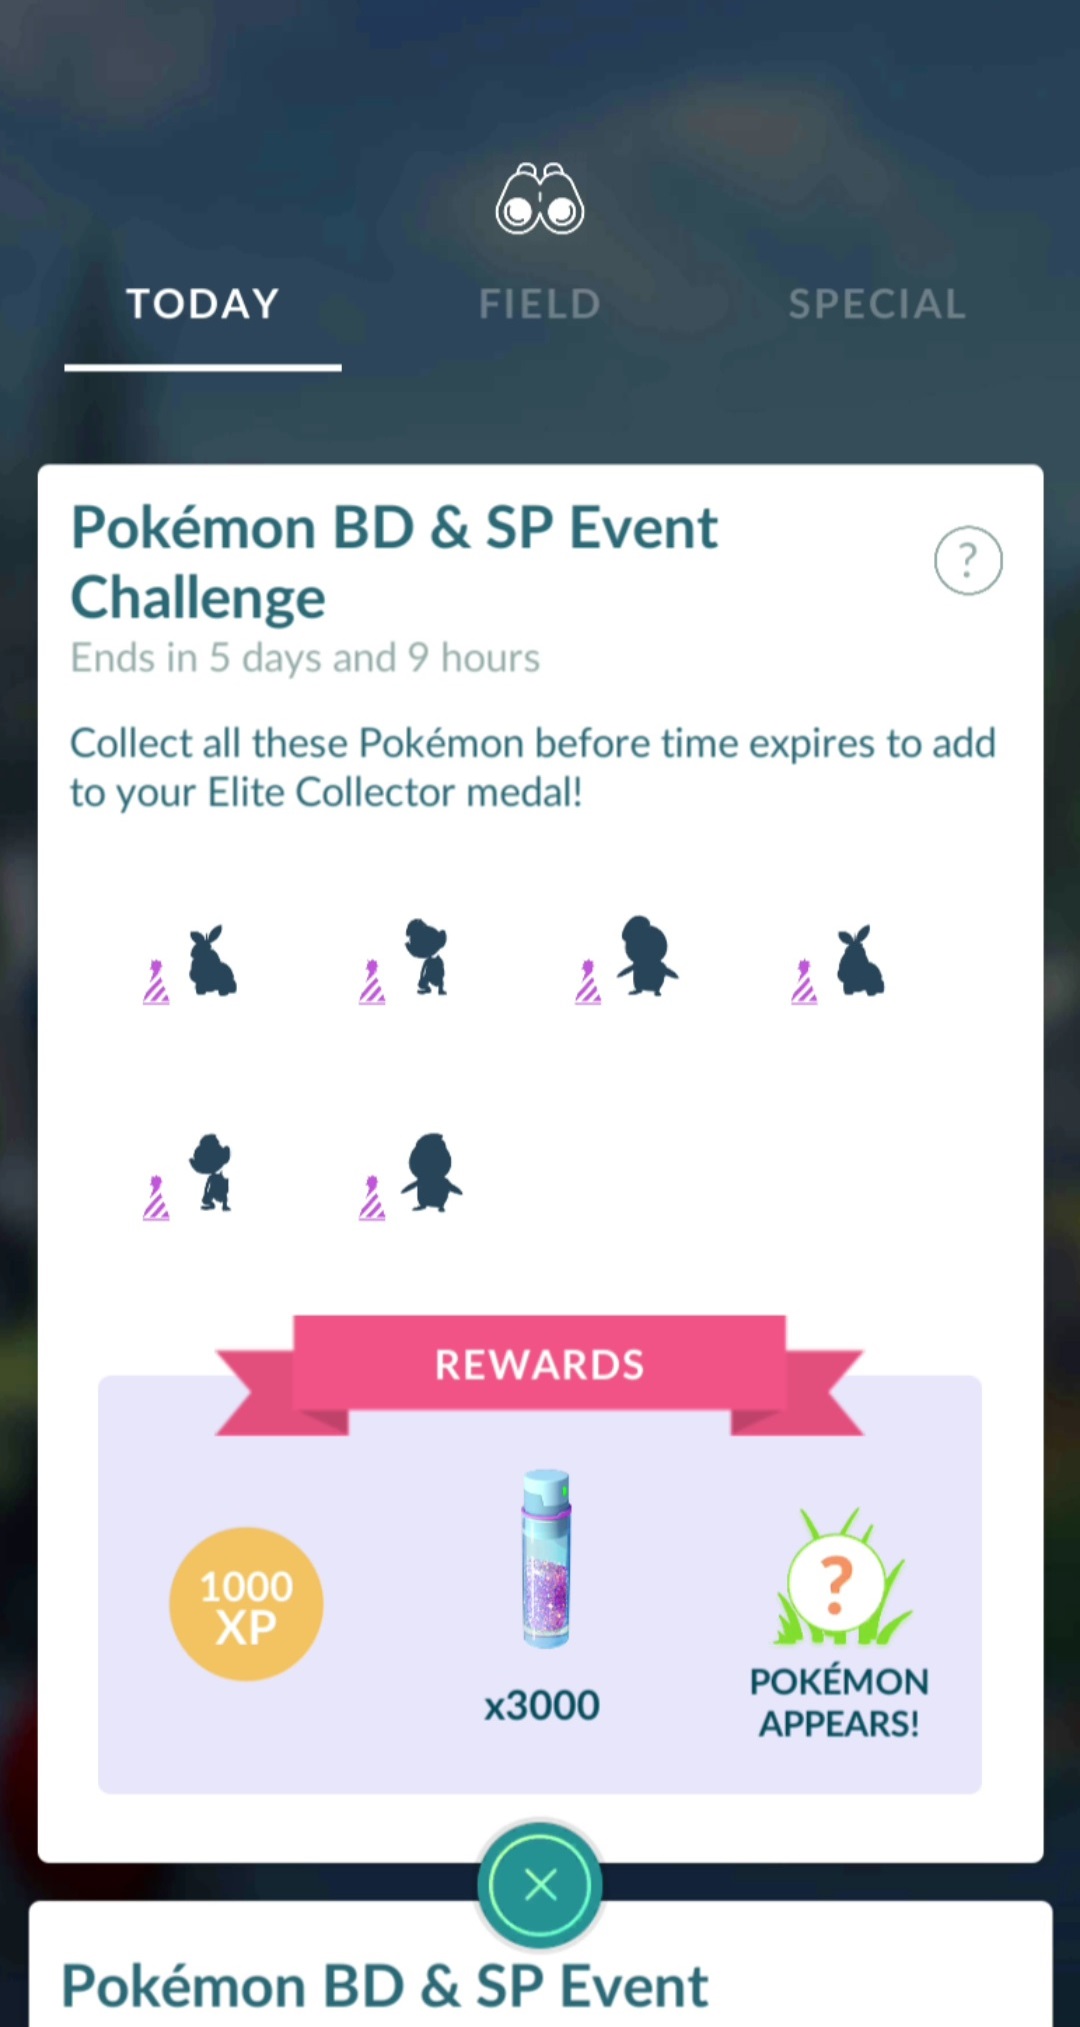 TODAY
FIELD
SPECIAL
Pokémon BD & SP Event
Challenge
?
Ends in 5 days and 9 hours
Collect all these Pokémon before time expires to add
to your Elite Collector medal!
REWARDS
1000
XP
x3000
?
POKÉMON
APPEARS!
Pokémon BD & SP Event